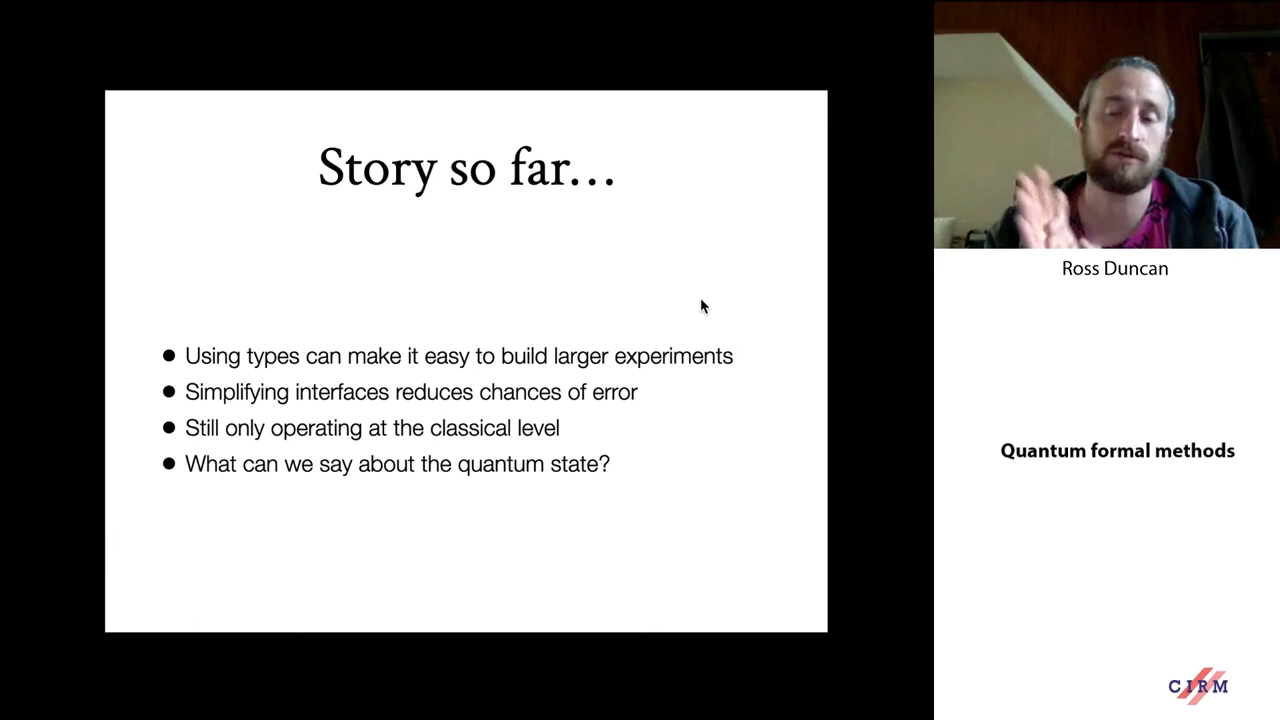 Story so far…
● Using types can make it easy to build larger experiments
● Simplifying interfaces reduces chances of error
● Still only operating at the classical level
● What can we say about the quantum state?
Ross Duncan
Quantum formal methods
CIRM